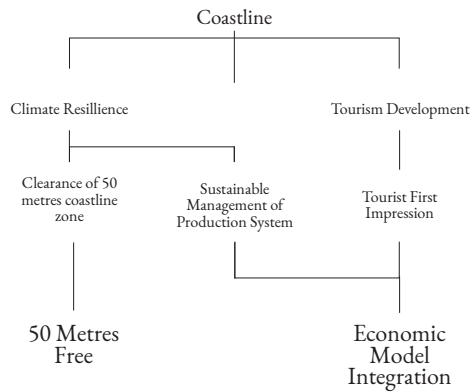 Coastline
Climate Resillience
Tourism Development
Clearance of 50
metres coastline
zone
Sustainable
Management of
Production System
Tourist First
Impression
50 Metres
Free
Economic
Model
Integration